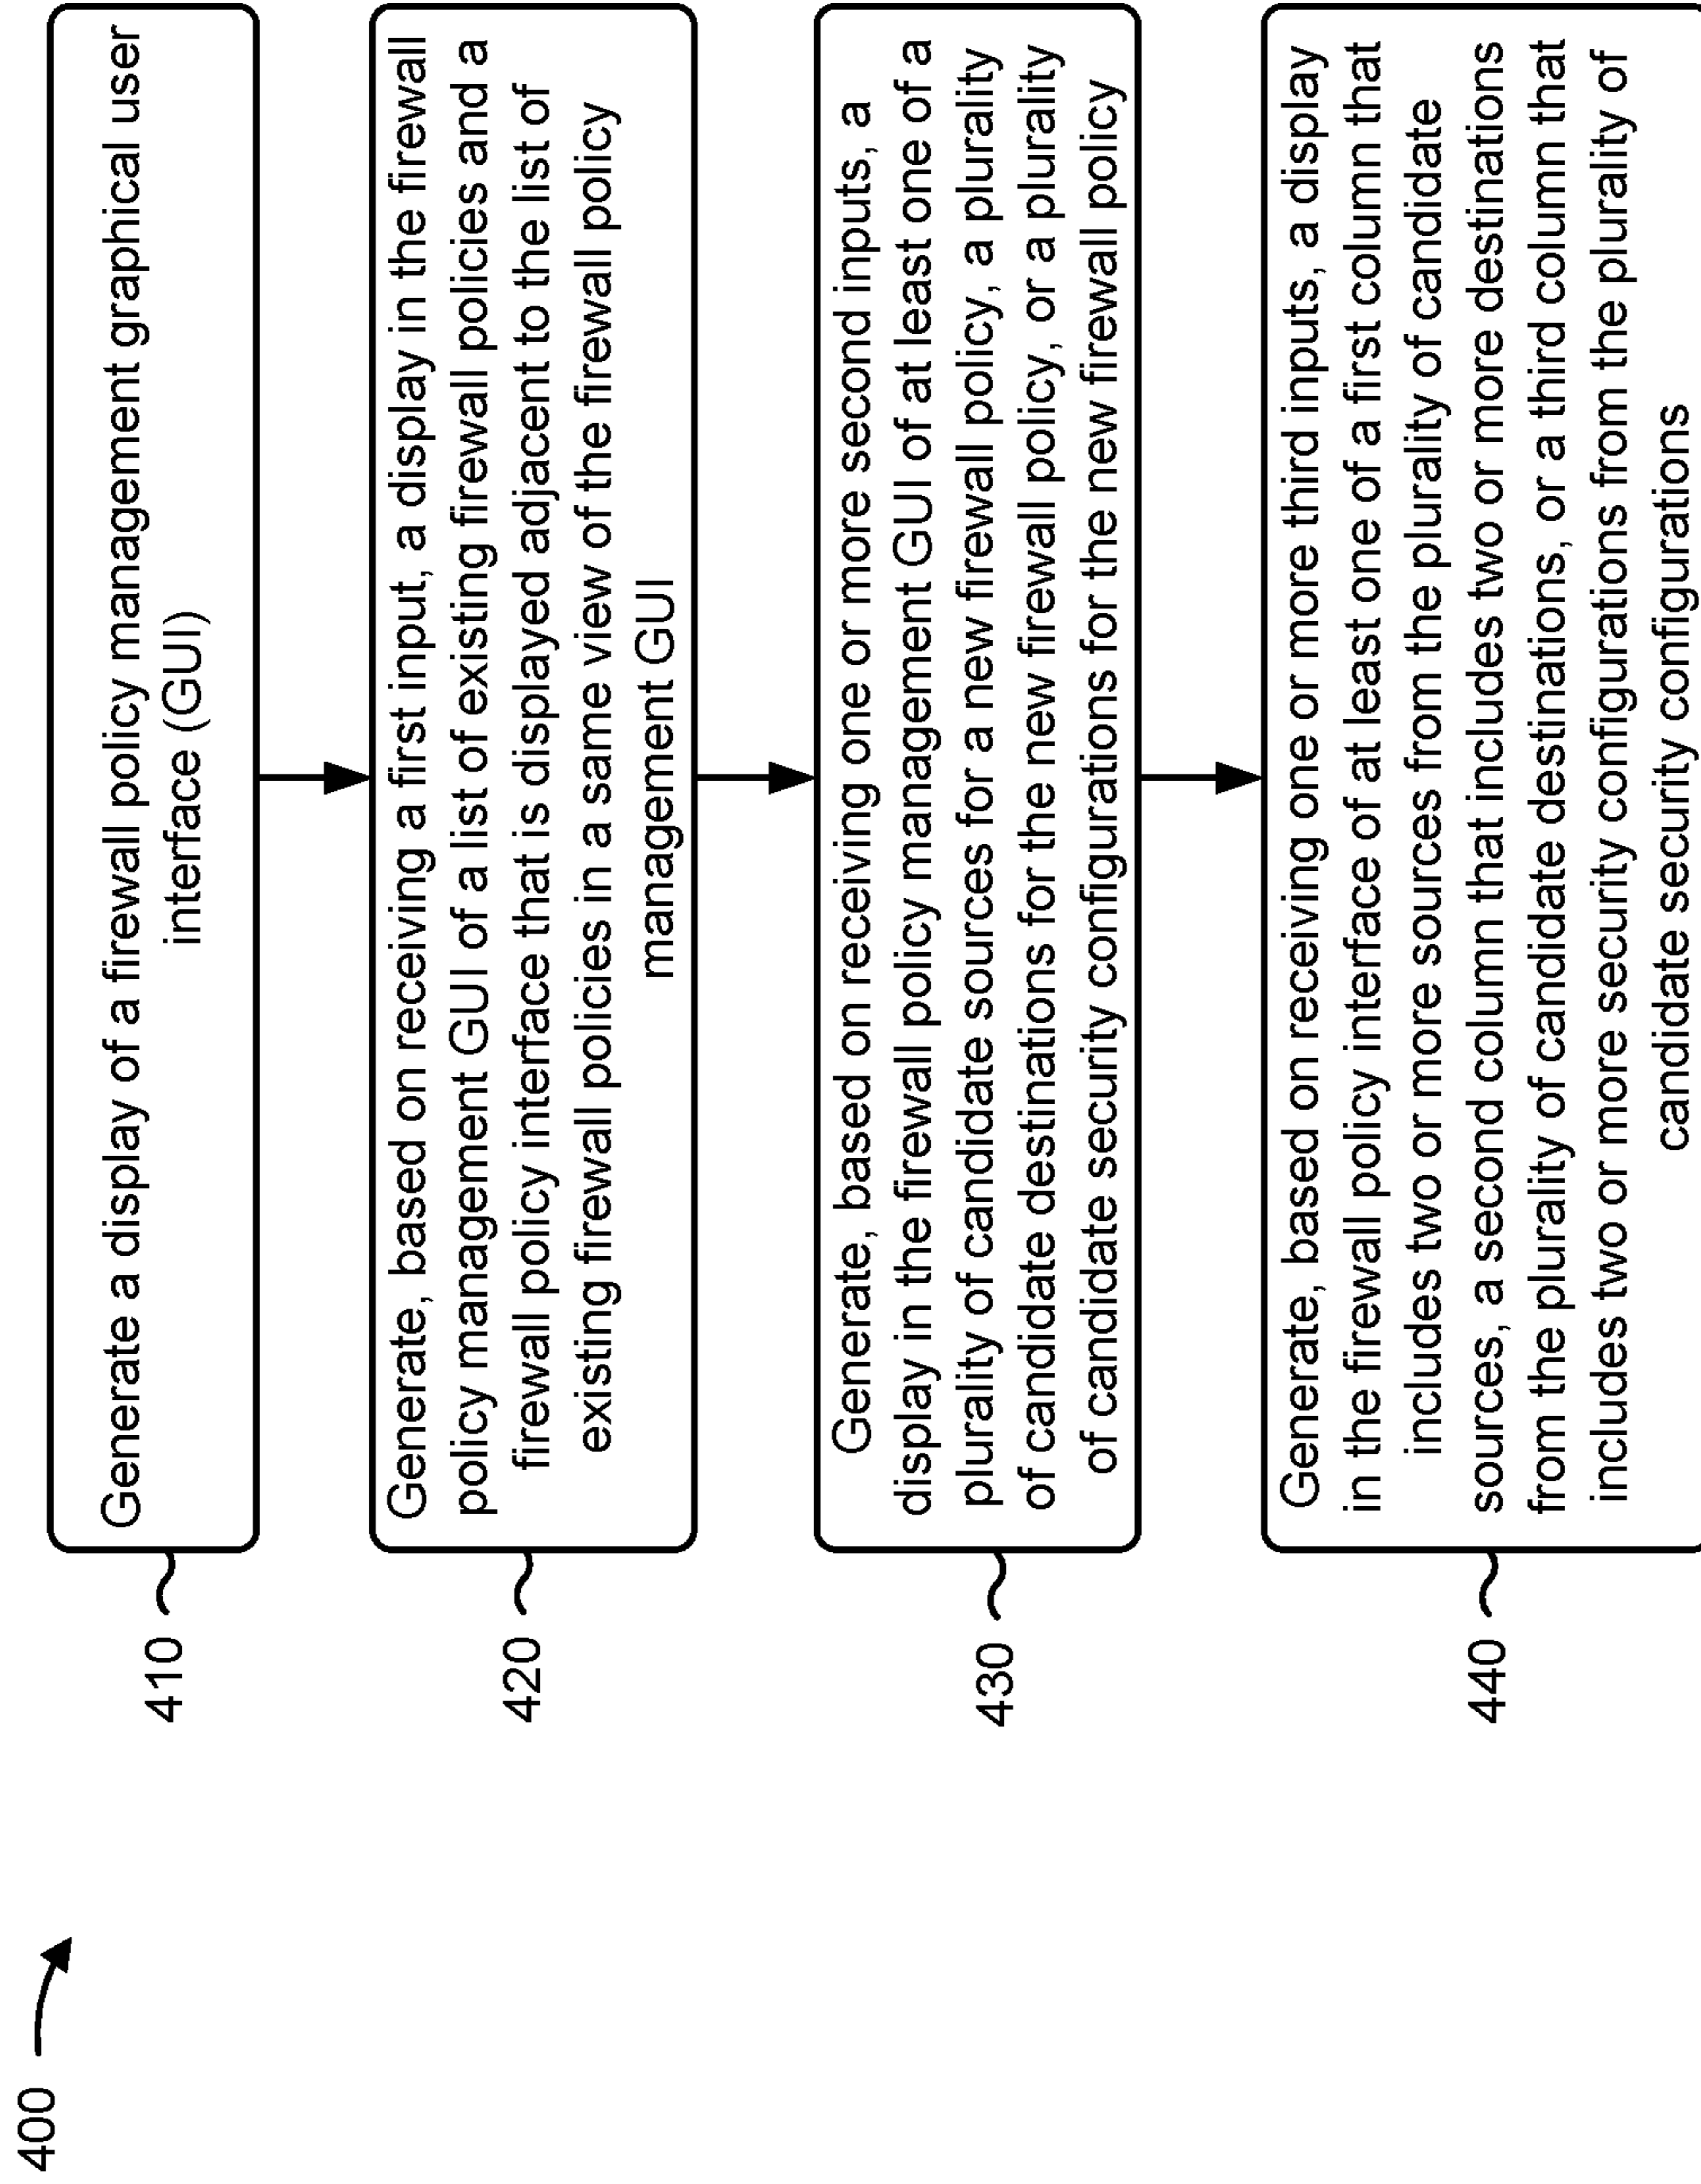 400
410
Generate a display of a firewall policy management graphical user
interface (GUI)
420
Generate, based on receiving a first input, a display in the firewall
policy management GUI of a list of existing firewall policies and a
firewall policy interface that is displayed adjacent to the list of
existing firewall policies in a same view of the firewall policy
management GUI
430
Generate, based on receiving one or more second inputs, a
display in the firewall policy management GUI of at least one of a
plurality of candidate sources for a new firewall policy, a plurality
of candidate destinations for the new firewall policy, or a plurality
of candidate security configurations for the new firewall policy
440
Generate, based on receiving one or more third inputs, a display
in the firewall policy interface of at least one of a first column that
includes two or more sources from the plurality of candidate
sources, a second column that includes two or more destinations
from the plurality of candidate destinations, or a third column that
includes two or more security configurations from the plurality of
candidate security configurations